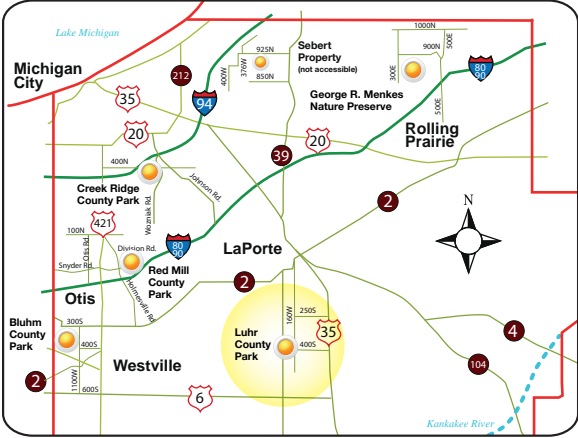 Lake Michigan
Michigan
City
212
35
94
20
925N
376W
400W
850N
Sebert
Property
(not accessible)
1000N
500E
900N
300E
500E
80
90
George R. Menkes
Nature Preserve
Rolling
Prairie
39
20
2
400N
Creek Ridge
County Park
Johnson Rd.
Wozniak Rd.
421
100N
Otis Rd.
Division Rd.
80
90
Snyder Rd.
Holmesville Rd.
Red Mill
County
Park
LaPorte
N
Otis
2
Bluhm
County
Park
300S
400S
1100W
600S
2
Westville
6
Luhr
County
Park
160W
250S
35
400S
4
104
Kankakee River